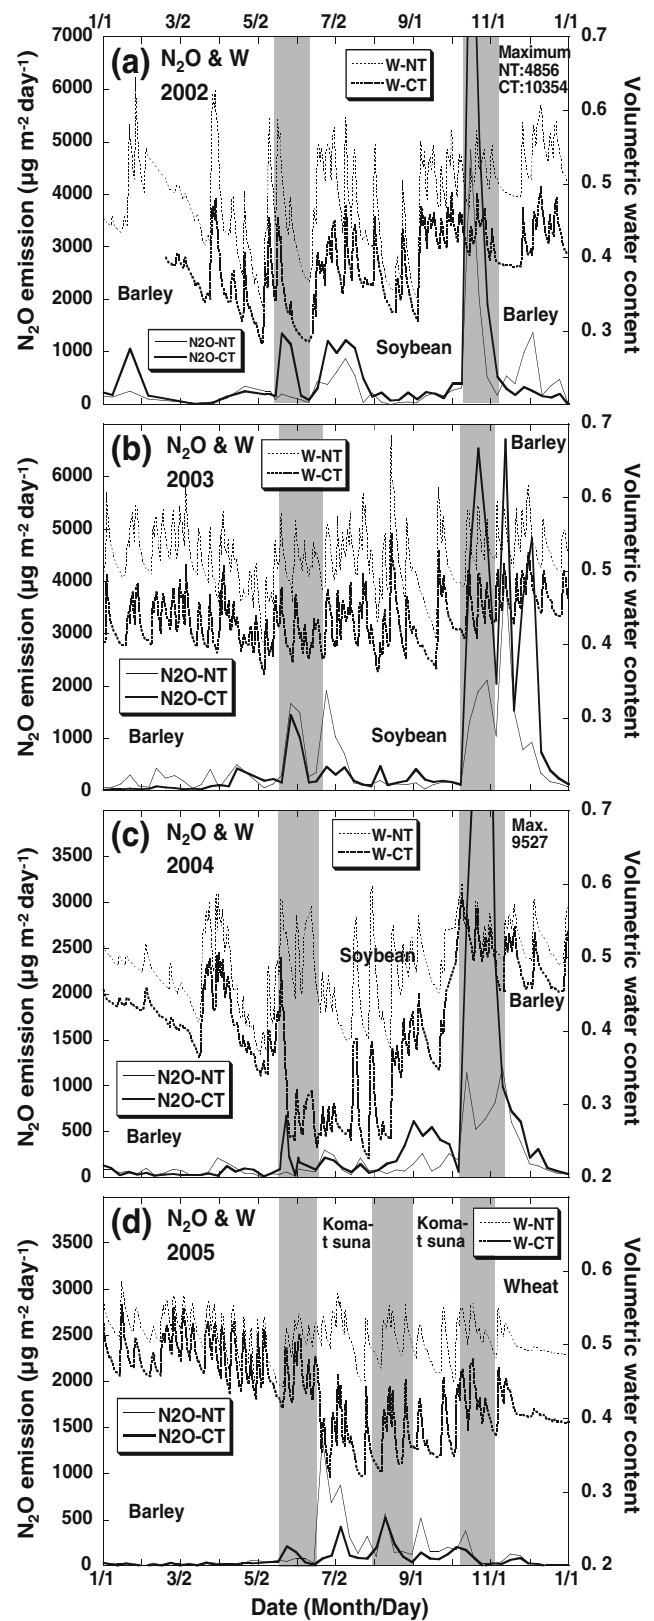 1/1 3/2 5/2 7/2 9/1 11/1 1/1
(a) N₂O & W
2002
W-NT
W-CT
Maximum
NT:4856
CT:10354
7000
6000
5000
4000
3000
2000
1000
0
0.7
0.6
0.5
0.4
0.3
N₂O emission (µg m⁻² day⁻¹)
Volumetric water content
Barley
N2O-NT
N2O-CT
Soybean
Barley
(b) N₂O & W
2003
W-NT
W-CT
Barley
6000
5000
4000
3000
2000
1000
0
0.7
0.6
0.5
0.4
0.3
N₂O emission (µg m⁻² day⁻¹)
Volumetric water content
N2O-NT
N2O-CT
Barley
Soybean
(c) N₂O & W
2004
W-NT
W-CT
Max.
9527
3500
3000
2500
2000
1500
1000
500
0
0.7
0.6
0.5
0.4
0.3
0.2
N₂O emission (µg m⁻² day⁻¹)
Volumetric water content
Soybean
Barley
N2O-NT
N2O-CT
Barley
(d) N₂O & W
2005
Koma-
t suna
Koma-
t suna
W-NT
W-CT
Wheat
3500
3000
2500
2000
1500
1000
500
0
0.6
0.5
0.4
0.3
0.2
N₂O emission (µg m⁻² day⁻¹)
Volumetric water content
N2O-NT
N2O-CT
Barley
1/1 3/2 5/2 7/2 9/1 11/1 1/1
Date (Month/Day)